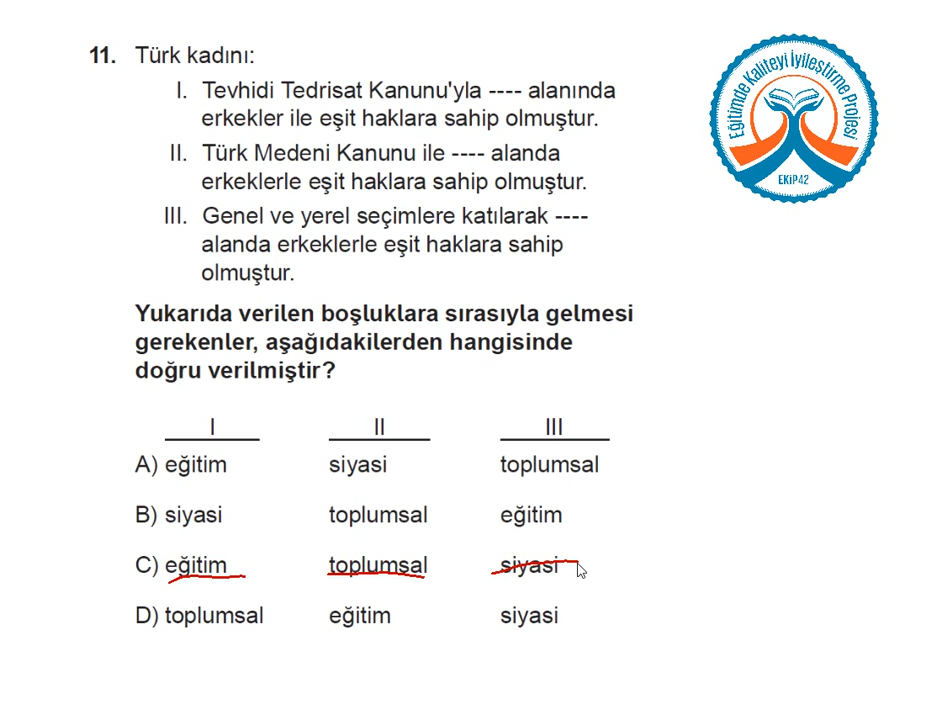 11. Türk kadını:
I. Tevhidi Tedrisat Kanunu'yla ---- alanında
erkekler ile eşit haklara sahip olmuştur.
II. Türk Medeni Kanunu ile ---- alanda
erkeklerle eşit haklara sahip olmuştur.
III. Genel ve yerel seçimlere katılarak ----
alanda erkeklerle eşit haklara sahip
olmuştur.
Yukarıda verilen boşluklara sırasıyla gelmesi
gerekenler, aşağıdakilerden hangisinde
doğru verilmiştir?
I II III
A) eğitim siyasi toplumsal
B) siyasi toplumsal eğitim
C) eğitim toplumsal siyasi
D) toplumsal eğitim siyasi
Eğitimde Kaliteyi İyileştirme Projesi
EKİP42